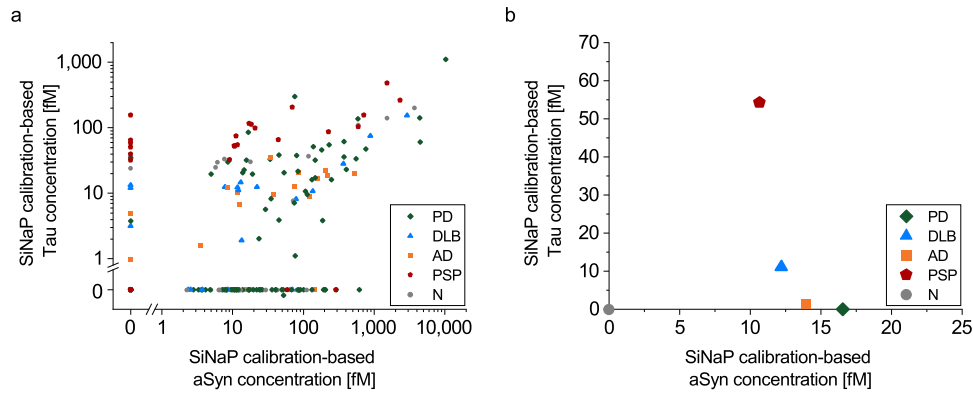 a
SiNaP calibration-based
Tau concentration [fM]
1,000
100
10
1
0
0
1
10
100
1,000
10,000
SiNaP calibration-based
aSyn concentration [fM]
PD
DLB
AD
PSP
N
b
SiNaP calibration-based
Tau concentration [fM]
70
60
50
40
30
20
10
0
0
5
10
15
20
25
SiNaP calibration-based
aSyn concentration [fM]
PD
DLB
AD
PSP
N